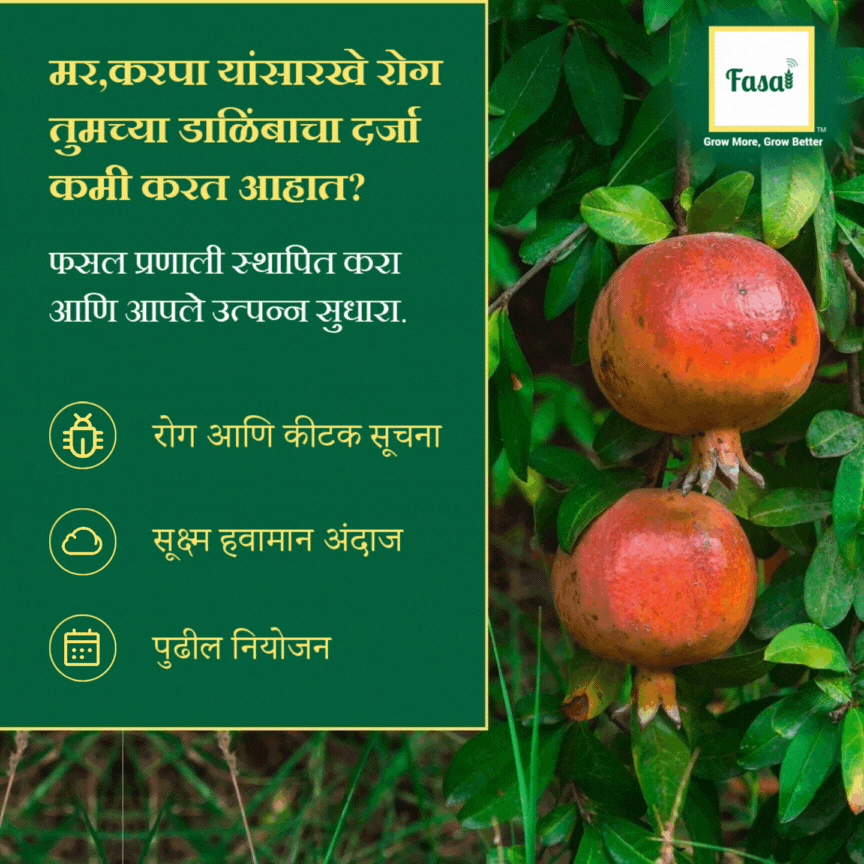 मर,करपा यांसारखे रोग
तुमच्या डाळिंबाचा दर्जा
कमी करत आहात?
फसल प्रणाली स्थापित करा
आणि आपले उत्पन्न सुधारा.
रोग आणि कीटक सूचना
सूक्ष्म हवामान अंदाज
पुढील नियोजन
Fasal
TM
Grow More, Grow Better